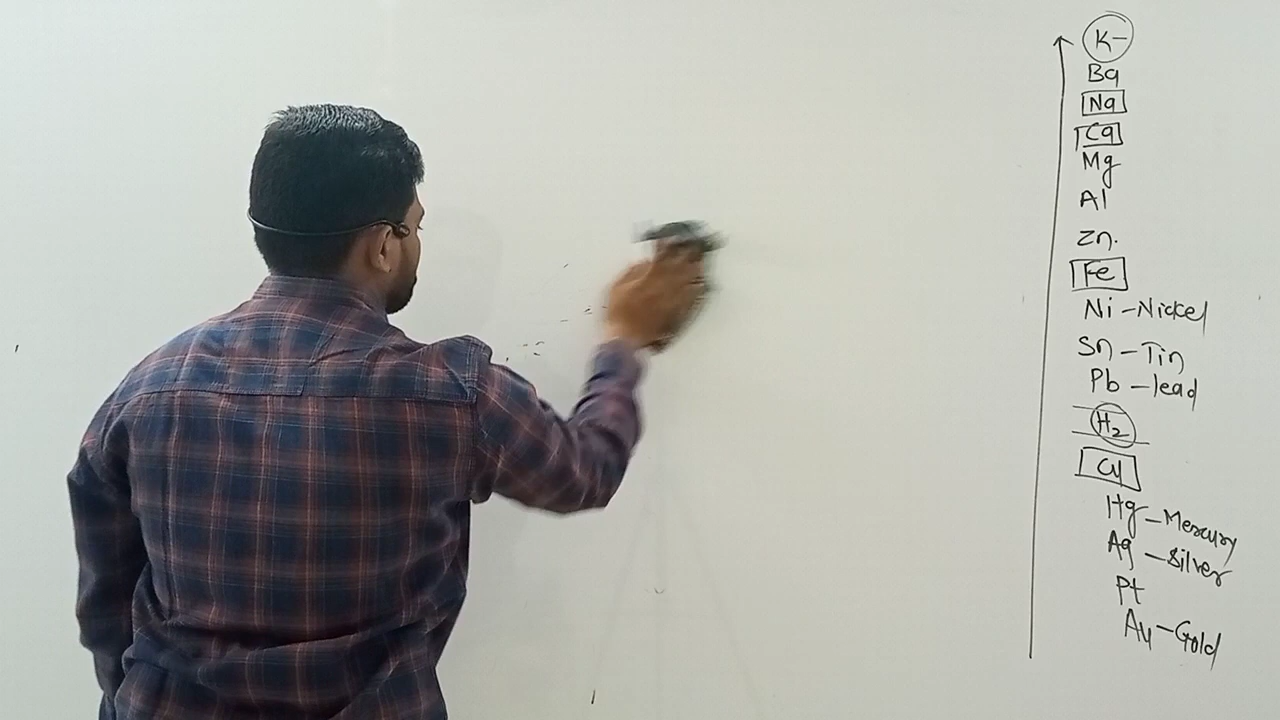 K-
Ba
Na
Ca
Mg
Al
Zn.
Fe
Ni - Nickel
Sn - Tin
Pb - lead
H₂
Cu
Hg - Mercury
Ag - Silver
Pt
Au - Gold